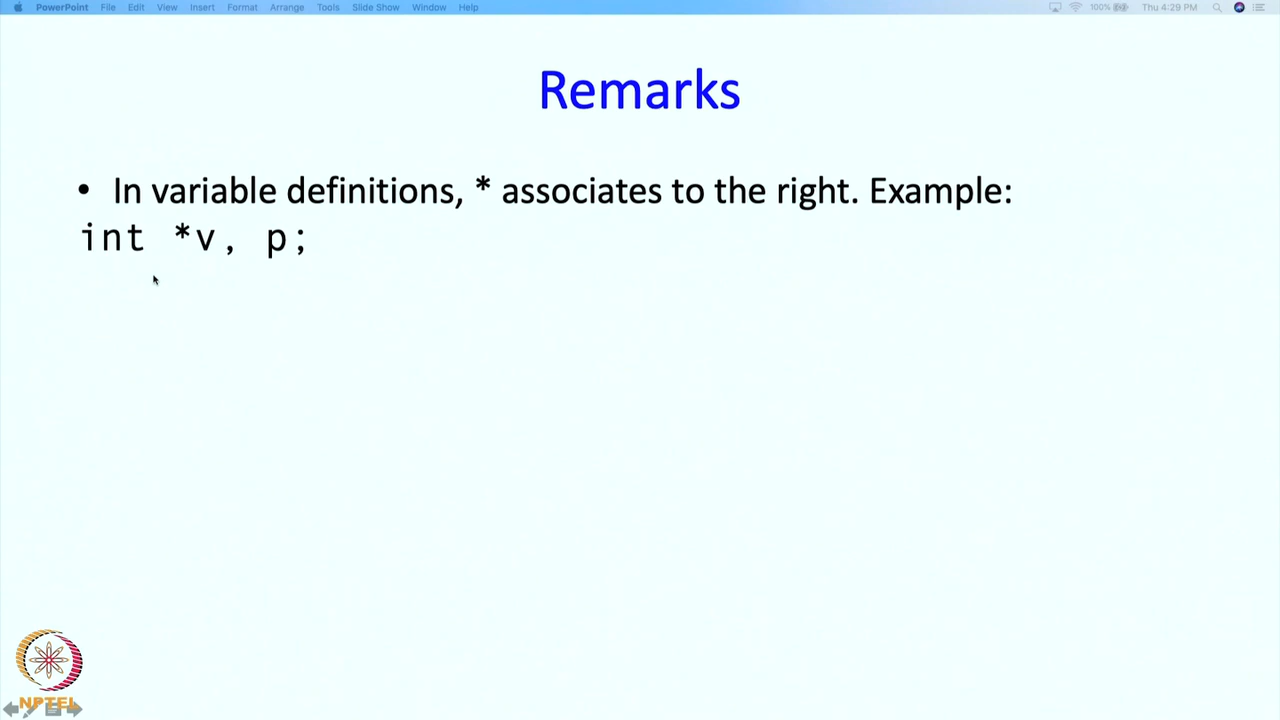 PowerPoint File Edit View Insert Format Arrange Tools Slide Show Window Help 100% Thu 4:29 PM
Remarks
• In variable definitions, * associates to the right. Example:
int *v, p;
NPTEL